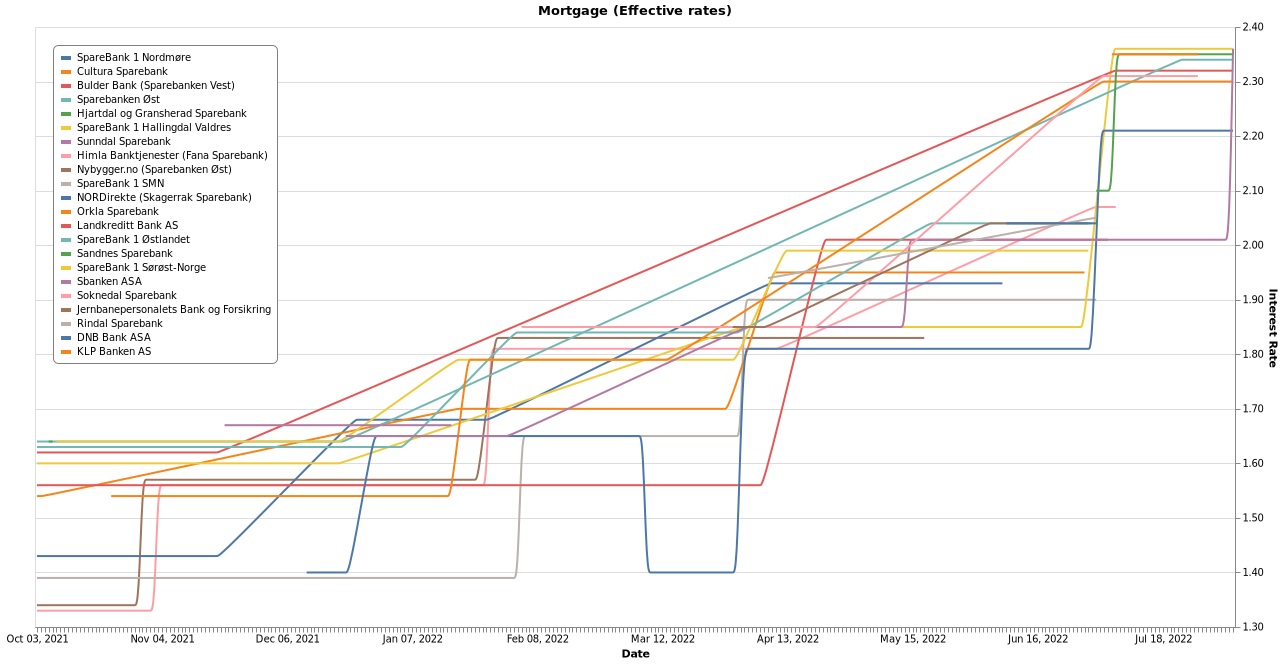 Mortgage (Effective rates)
SpareBank 1 Nordmøre
Cultura Sparebank
Bulder Bank (Sparebanken Vest)
Sparebanken Øst
Hjartdal og Gransherad Sparebank
SpareBank 1 Hallingdal Valdres
Sunndal Sparebank
Himla Banktjenester (Fana Sparebank)
Nybygger.no (Sparebanken Øst)
SpareBank 1 SMN
NORDirekte (Skagerrak Sparebank)
Orkla Sparebank
Landkreditt Bank AS
SpareBank 1 Østlandet
Sandnes Sparebank
SpareBank 1 Sørøst-Norge
Sbanken ASA
Soknedal Sparebank
Jernbanepersonalets Bank og Forsikring
Rindal Sparebank
DNB Bank ASA
KLP Banken AS
2.40
2.30
2.20
2.10
2.00
1.90
1.80
1.70
1.60
1.50
1.40
1.30
Interest Rate
Oct 03, 2021 Nov 04, 2021 Dec 06, 2021 Jan 07, 2022 Feb 08, 2022 Mar 12, 2022 Apr 13, 2022 May 15, 2022 Jun 16, 2022 Jul 18, 2022
Date